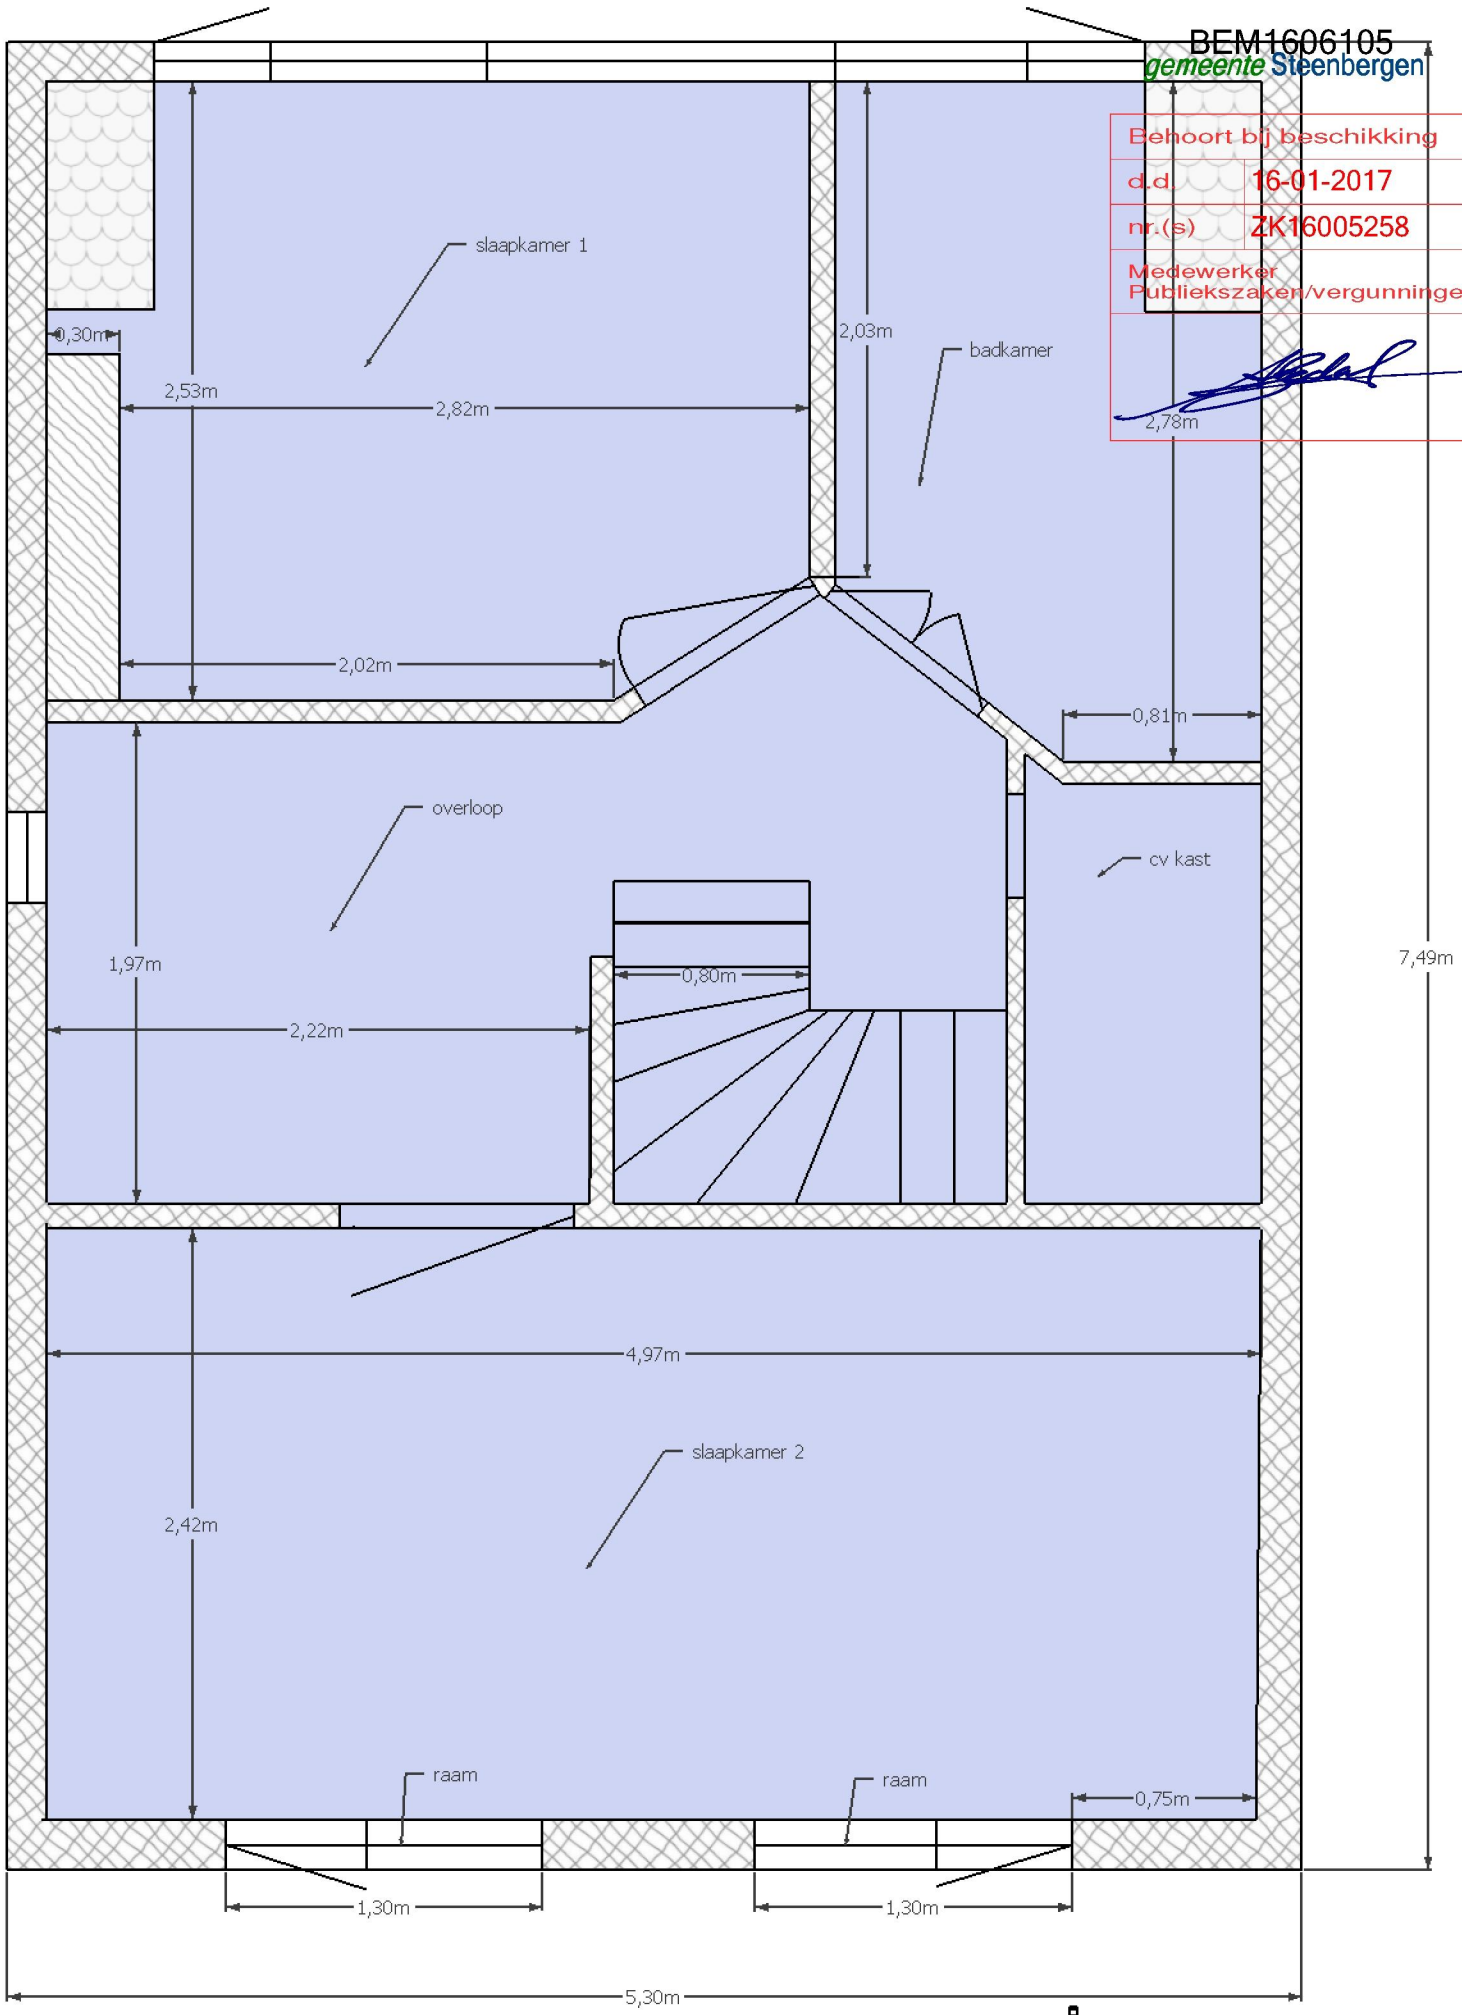 BEM1606105
gemeente Steenbergen
Behoort bij beschikking
d.d. 16-01-2017
nr.(s) ZK16005258
Medewerker
Publiekszaken/vergunninge
slaapkamer 1
0,30m
2,03m
badkamer
2,53m
2,82m
2,78m
2,02m
0,81m
overloop
cv kast
1,97m
0,80m
7,49m
2,22m
4,97m
slaapkamer 2
2,42m
raam
raam
0,75m
1,30m
1,30m
5,30m